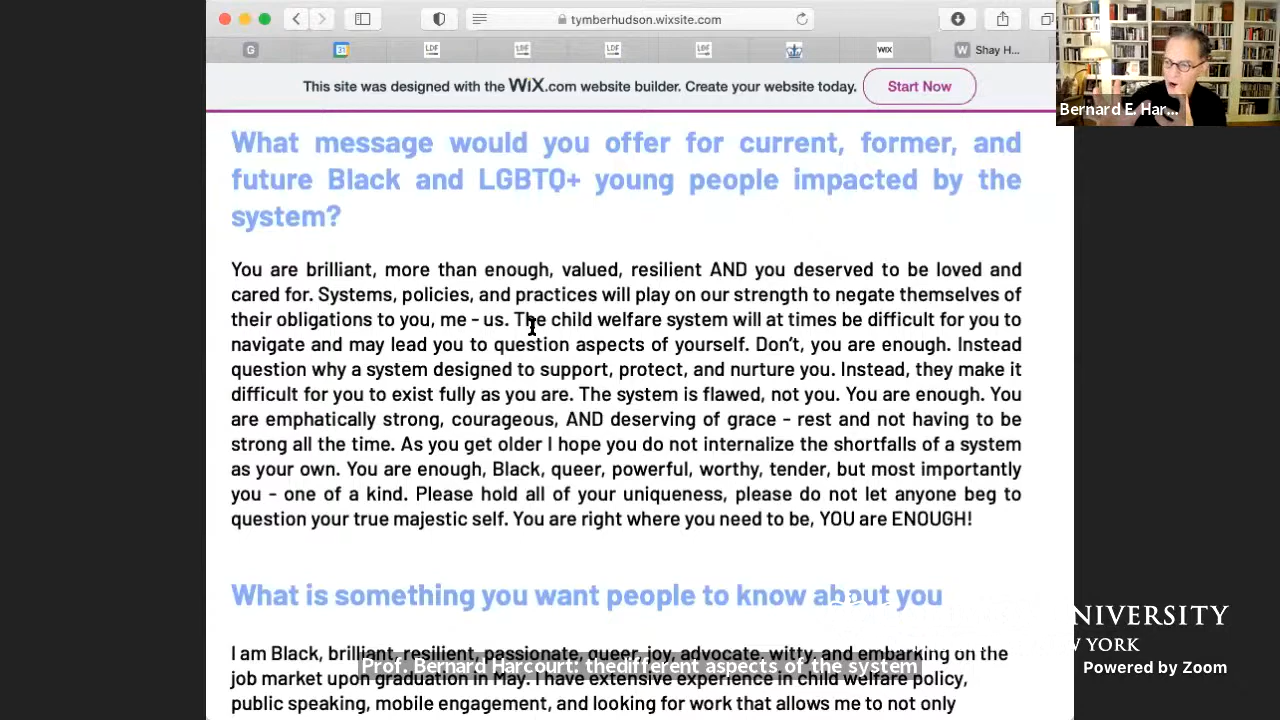 tymberhudson.wixsite.com
G
31
LDF
LDF
LDF
LDF
WiX
W Shay H...
This site was designed with the WiX.com website builder. Create your website today.
Start Now
Bernard E. Har...
What message would you offer for current, former, and
future Black and LGBTQ+ young people impacted by the
system?
You are brilliant, more than enough, valued, resilient AND you deserved to be loved and
cared for. Systems, policies, and practices will play on our strength to negate themselves of
their obligations to you, me - us. The child welfare system will at times be difficult for you to
navigate and may lead you to question aspects of yourself. Don't, you are enough. Instead
question why a system designed to support, protect, and nurture you. Instead, they make it
difficult for you to exist fully as you are. The system is flawed, not you. You are enough. You
are emphatically strong, courageous, AND deserving of grace - rest and not having to be
strong all the time. As you get older I hope you do not internalize the shortfalls of a system
as your own. You are enough, Black, queer, powerful, worthy, tender, but most importantly
you - one of a kind. Please hold all of your uniqueness, please do not let anyone beg to
question your true majestic self. You are right where you need to be, YOU are ENOUGH!
What is something you want people to know about you
I am Black, brilliant, resilient, passionate, queer, joy, advocate, witty, and embarking on the
Prof. Bernard Harcourt: thedifferent aspects of the system
job market upon graduation in May. I have extensive experience in child welfare policy,
public speaking, mobile engagement, and looking for work that allows me to not only
NIVERSITY
YORK
Powered by Zoom